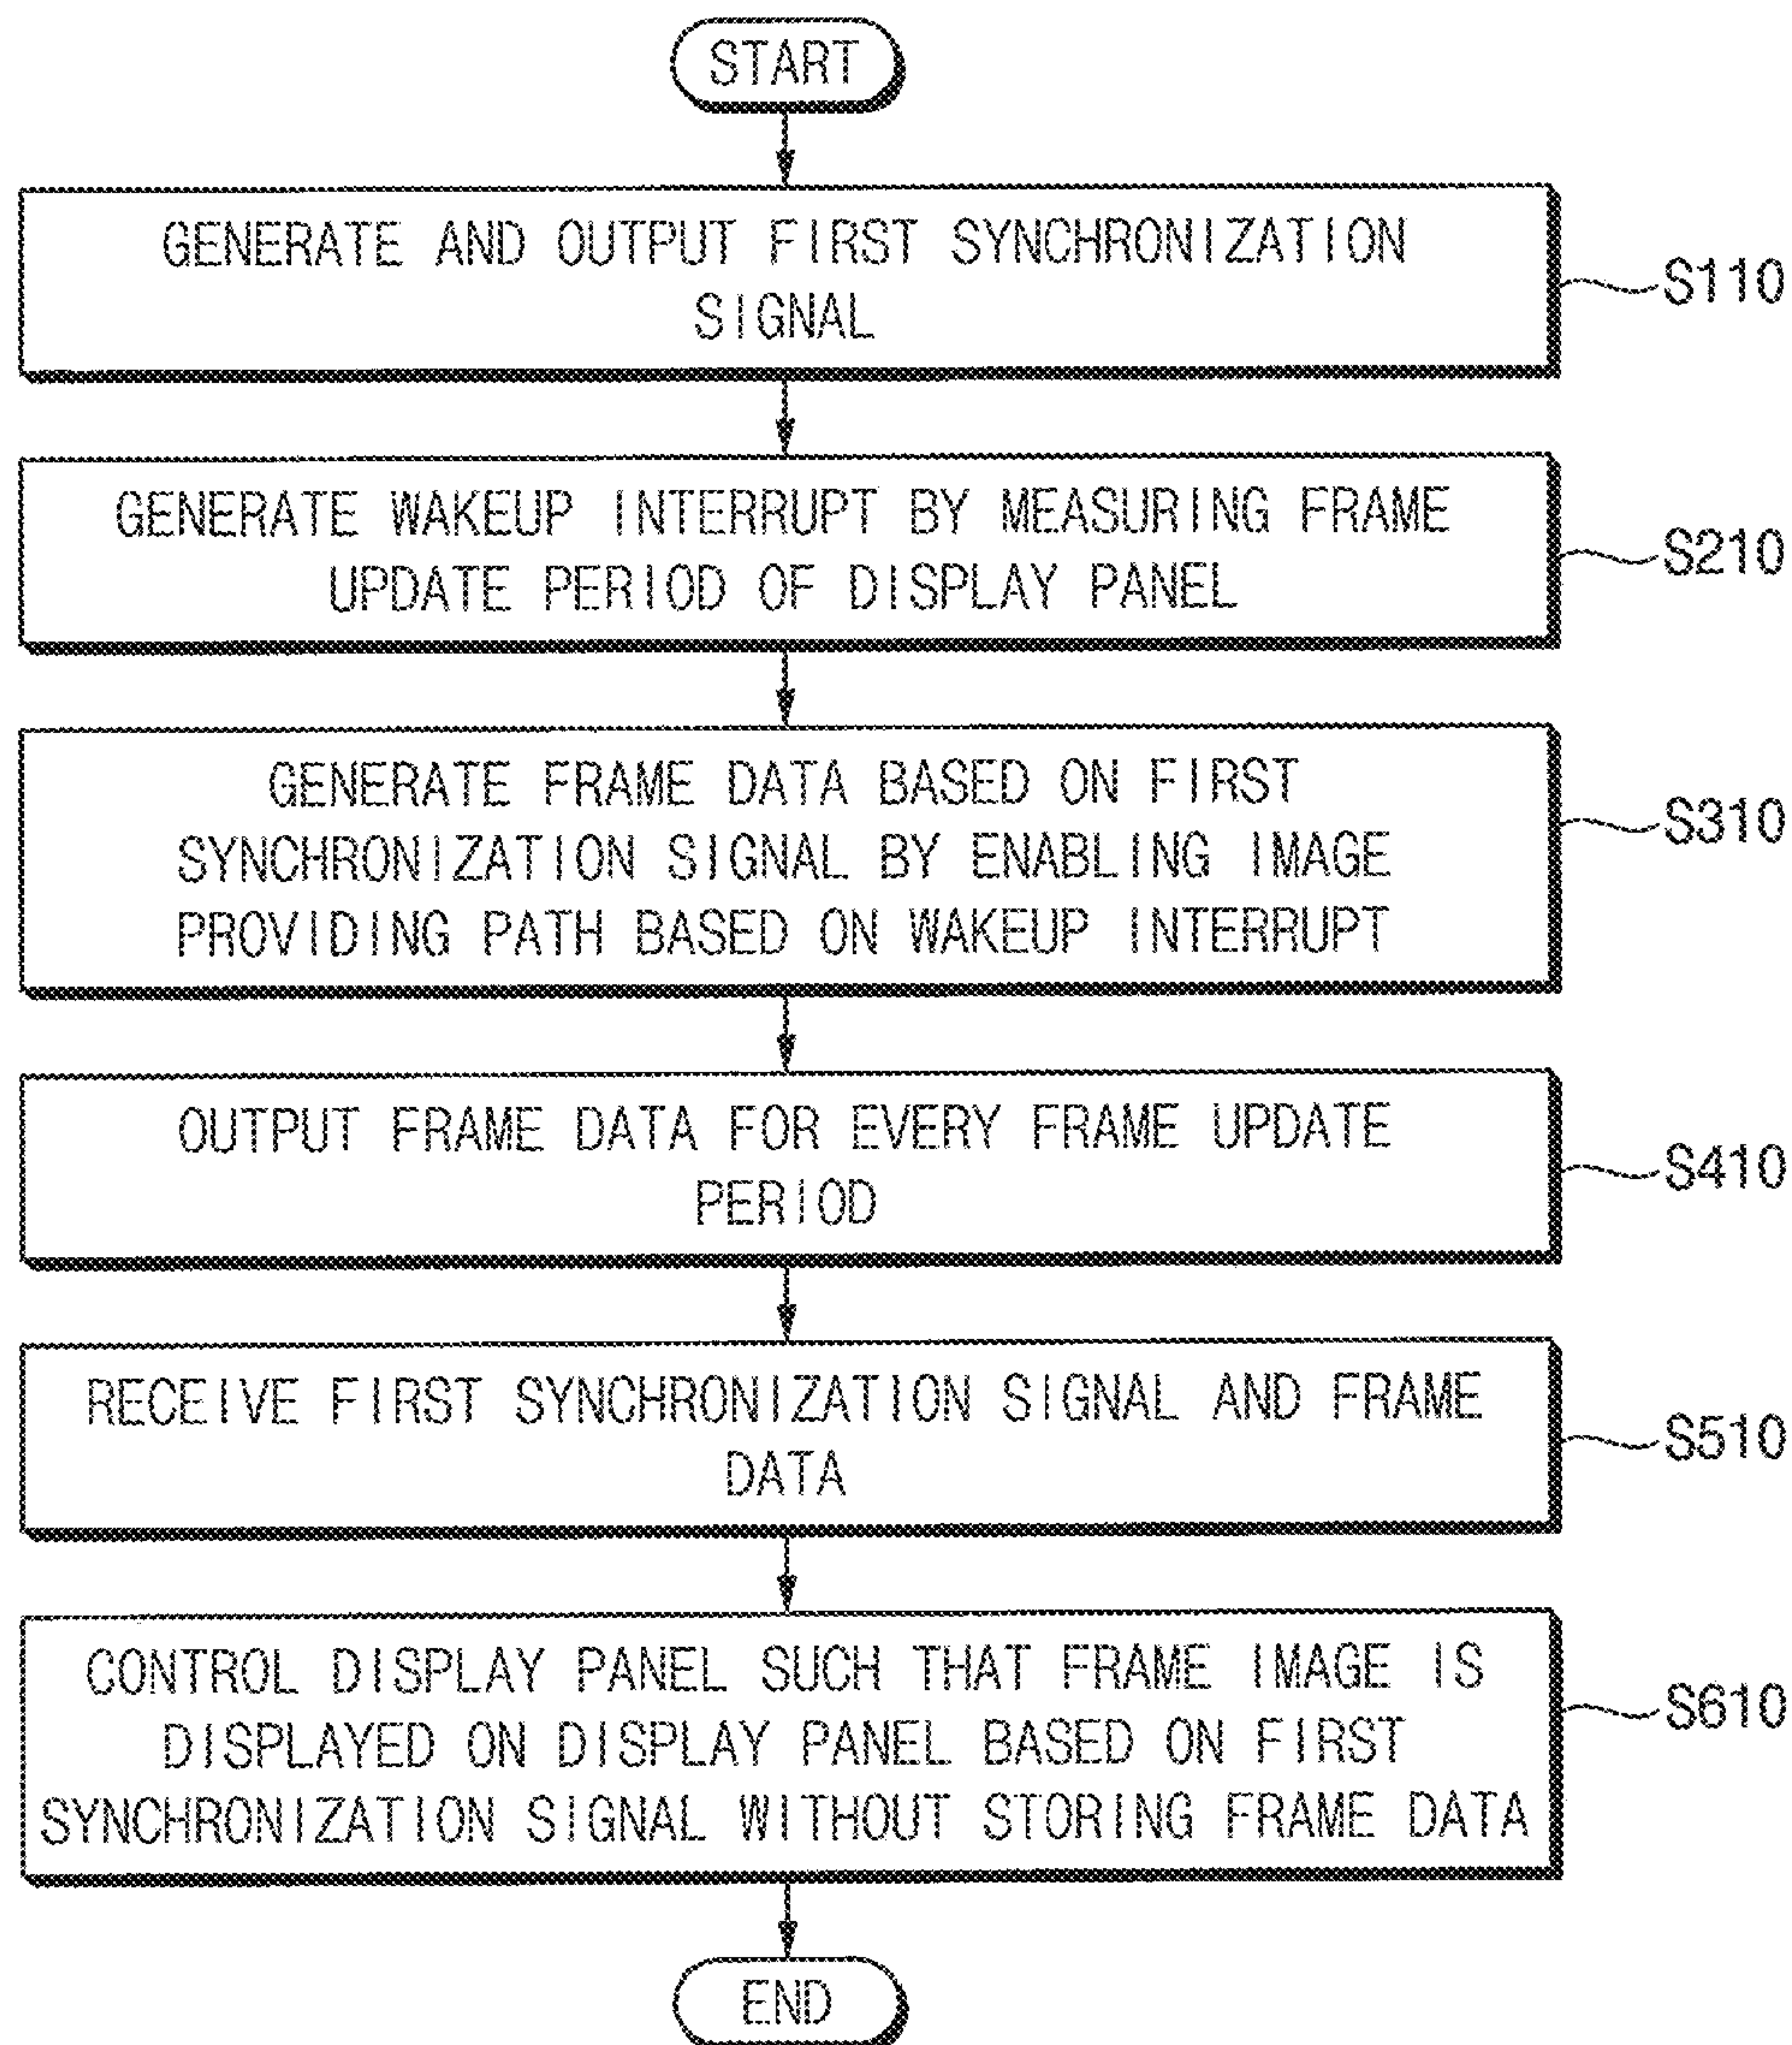 START
GENERATE AND OUTPUT FIRST SYNCHRONIZATION
SIGNAL
S110
GENERATE WAKEUP INTERRUPT BY MEASURING FRAME
UPDATE PERIOD OF DISPLAY PANEL
S210
GENERATE FRAME DATA BASED ON FIRST
SYNCHRONIZATION SIGNAL BY ENABLING IMAGE
PROVIDING PATH BASED ON WAKEUP INTERRUPT
S310
OUTPUT FRAME DATA FOR EVERY FRAME UPDATE
PERIOD
S410
RECEIVE FIRST SYNCHRONIZATION SIGNAL AND FRAME
DATA
S510
CONTROL DISPLAY PANEL SUCH THAT FRAME IMAGE IS
DISPLAYED ON DISPLAY PANEL BASED ON FIRST
SYNCHRONIZATION SIGNAL WITHOUT STORING FRAME DATA
S610
END